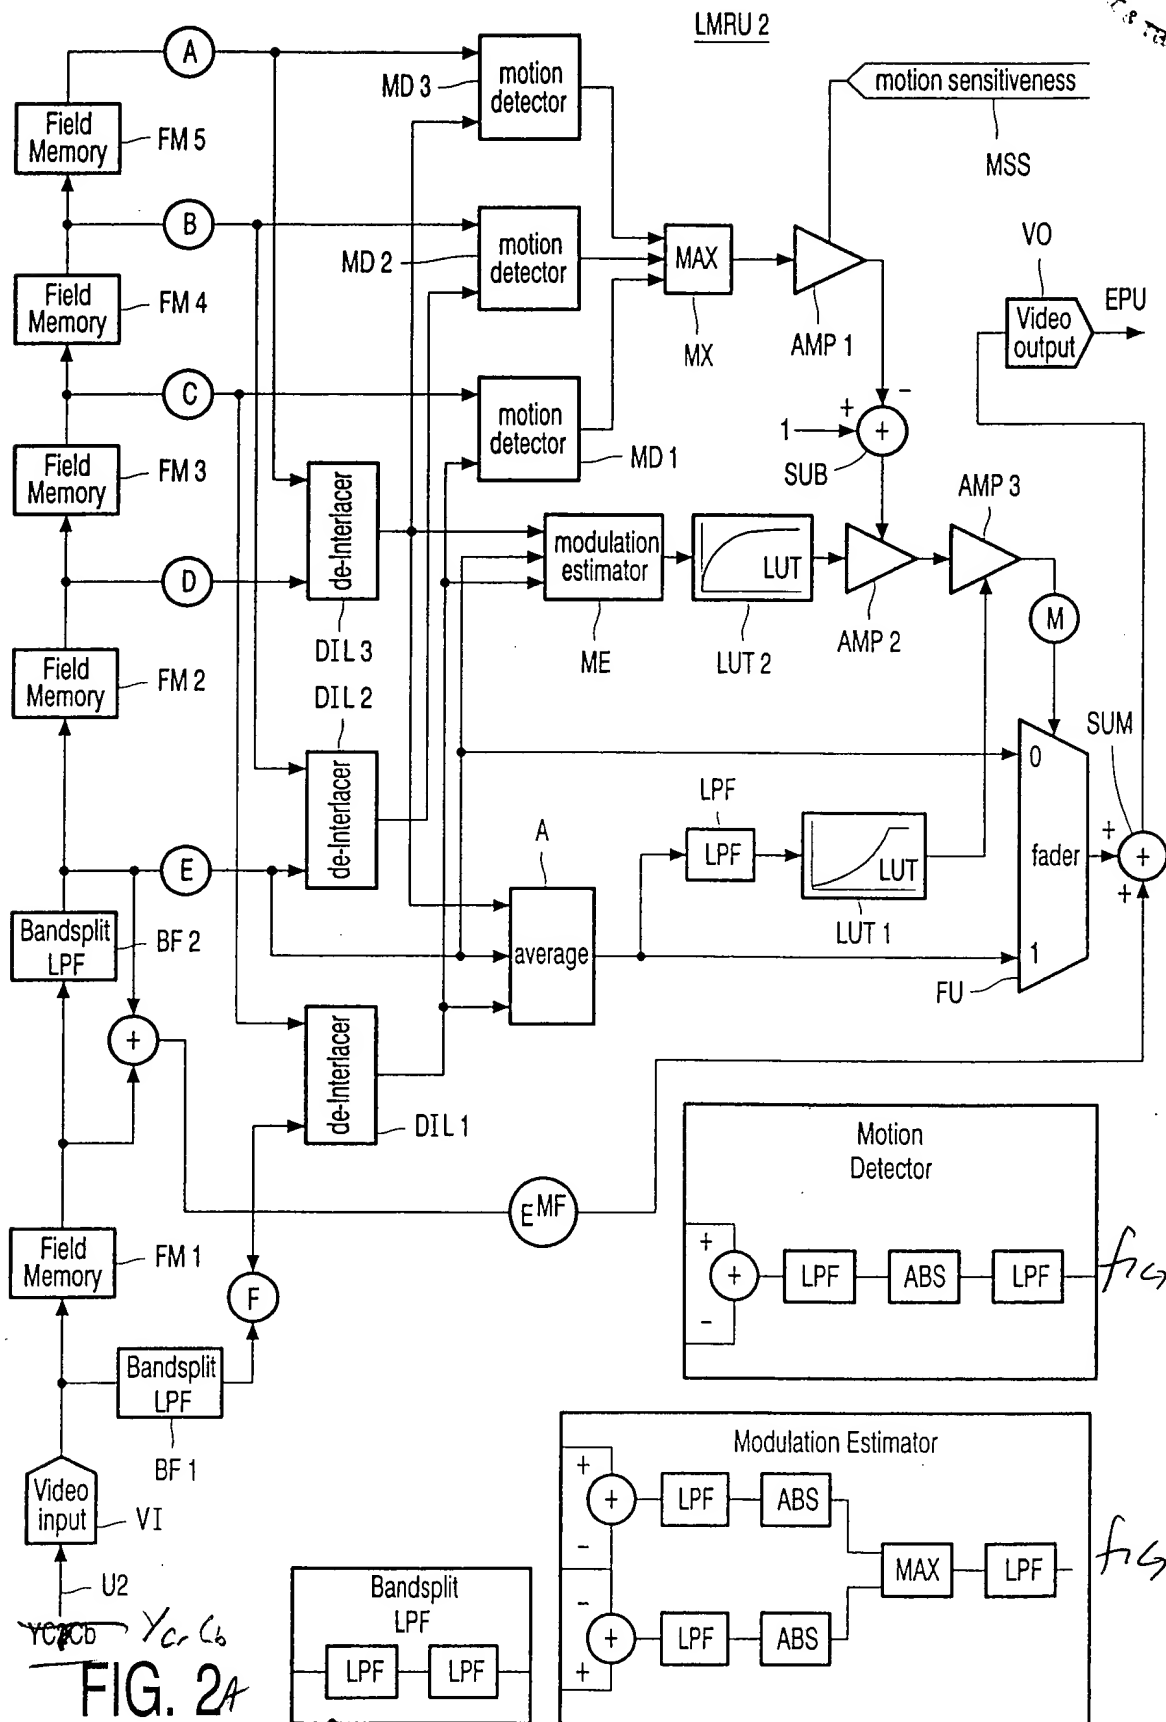 LMRU 2
A
motion
detector
MD 3
motion sensitiveness
MSS
Field
Memory
FM 5
B
motion
detector
MD 2
MAX
MX
AMP 1
VO
Video
output
EPU
Field
Memory
FM 4
C
motion
detector
MD 1
-
+
1
+
SUB
Field
Memory
FM 3
de-Interlacer
DIL 3
modulation
estimator
ME
LUT
LUT 2
AMP 2
AMP 3
M
D
Field
Memory
FM 2
DIL 2
de-Interlacer
SUM
0
fader
1
FU
+
+
+
LPF
LPF
LUT
LUT 1
A
average
E
Bandsplit
LPF
BF 2
+
de-Interlacer
DIL 1
E MF
Field
Memory
FM 1
F
Motion
Detector
+
+
-
LPF
ABS
LPF
Bandsplit
LPF
BF 1
Modulation Estimator
+
+
-
LPF
ABS
-
+
+
LPF
ABS
MAX
LPF
Video
input
VI
U2
YCrCb
Bandsplit
LPF
LPF
LPF
FIG. 2A